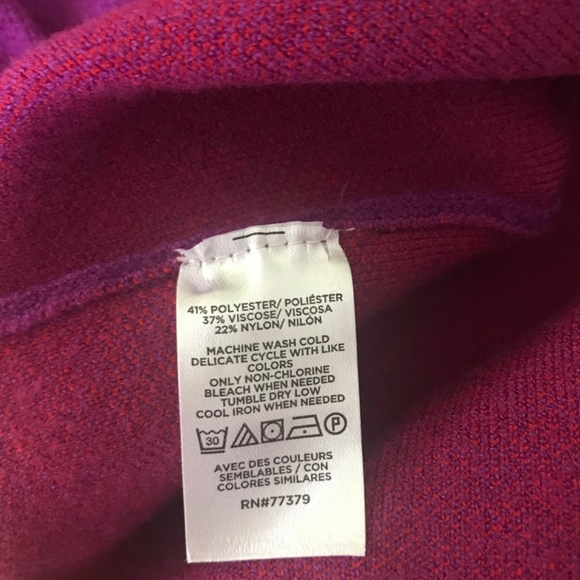 41% POLYESTER/ POLIÉSTER
37% VISCOSE/ VISCOSA
22% NYLON/ NILÓN
MACHINE WASH COLD
DELICATE CYCLE WITH LIKE
COLORS
ONLY NON-CHLORINE
BLEACH WHEN NEEDED
TUMBLE DRY LOW
COOL IRON WHEN NEEDED
30 P
AVEC DES COULEURS
SEMBLABLES / CON
COLORES SIMILARES
RN#77379